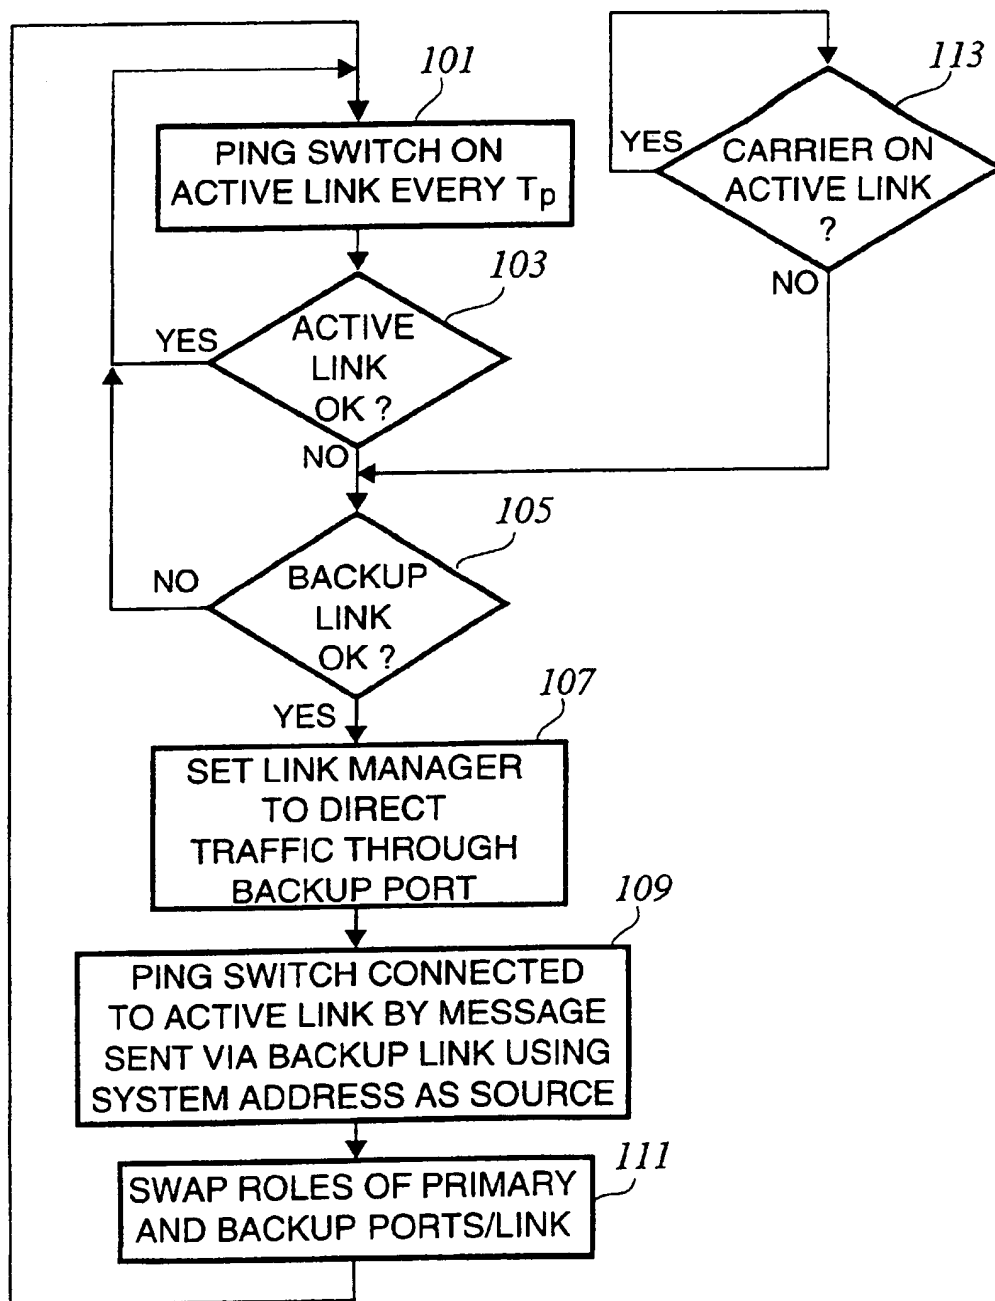 101
PING SWITCH ON
ACTIVE LINK EVERY Tp
103
YES
ACTIVE
LINK
OK ?
NO
113
YES
CARRIER ON
ACTIVE LINK
?
NO
105
NO
BACKUP
LINK
OK ?
YES
107
SET LINK MANAGER
TO DIRECT
TRAFFIC THROUGH
BACKUP PORT
109
PING SWITCH CONNECTED
TO ACTIVE LINK BY MESSAGE
SENT VIA BACKUP LINK USING
SYSTEM ADDRESS AS SOURCE
111
SWAP ROLES OF PRIMARY
AND BACKUP PORTS/LINK